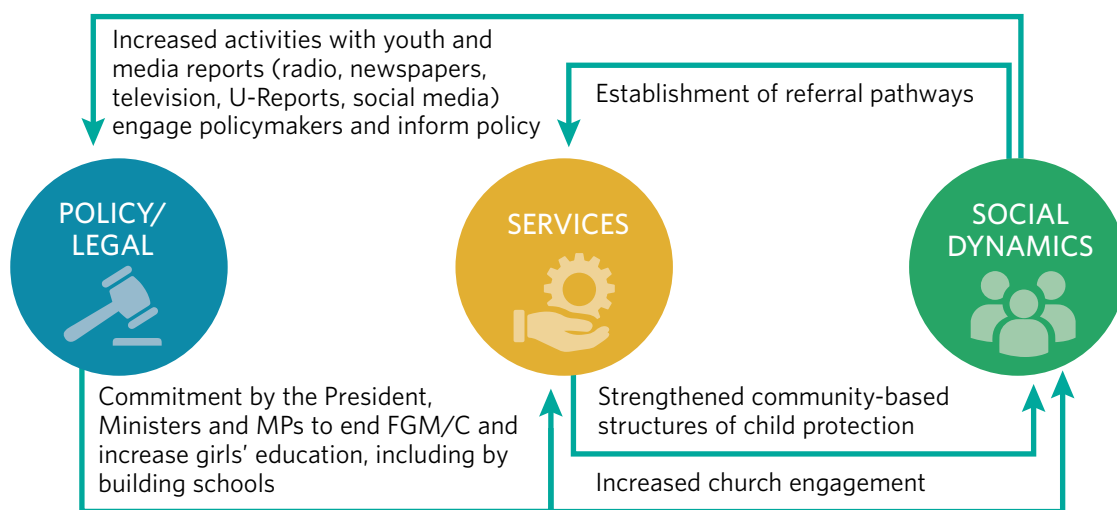 Increased activities with youth and
media reports (radio, newspapers,
television, U-Reports, social media)
engage policymakers and inform policy
Establishment of referral pathways
POLICY/
LEGAL
SERVICES
SOCIAL
DYNAMICS
Commitment by the President,
Ministers and MPs to end FGM/C and
increase girls’ education, including by
building schools
Strengthened community-based
structures of child protection
Increased church engagement